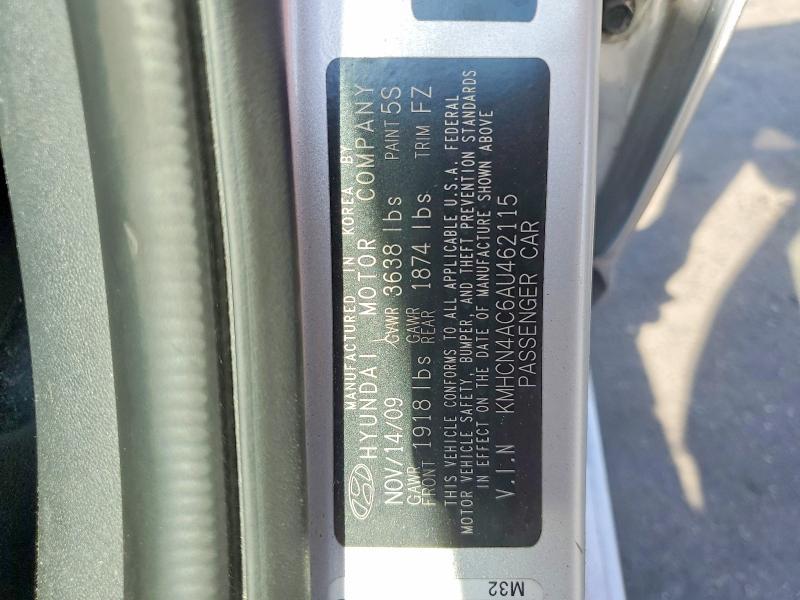 MANUFACTURED IN KOREA BY
HYUNDAI MOTOR COMPANY
NOV/14/09 GVWR 3638 lbs PAINT 5S
GAWR FRONT 1918 lbs GAWR REAR 1874 lbs TRIM FZ
THIS VEHICLE CONFORMS TO ALL APPLICABLE U.S.A. FEDERAL
MOTOR VEHICLE SAFETY, BUMPER, AND THEFT PREVENTION STANDARDS
IN EFFECT ON THE DATE OF MANUFACTURE SHOWN ABOVE
V.I.N KMHCN4AC6AU462115
PASSENGER CAR
M32